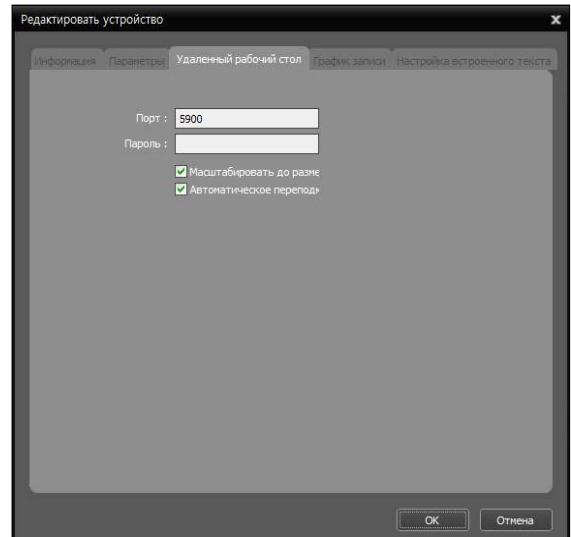 Редактировать устройство
Информация Параметры Удаленный рабочий стол График записи Настройка встроенного текста
Порт : 5900
Пароль :
Масштабировать до разме
Автоматическое переподк
OK Отмена